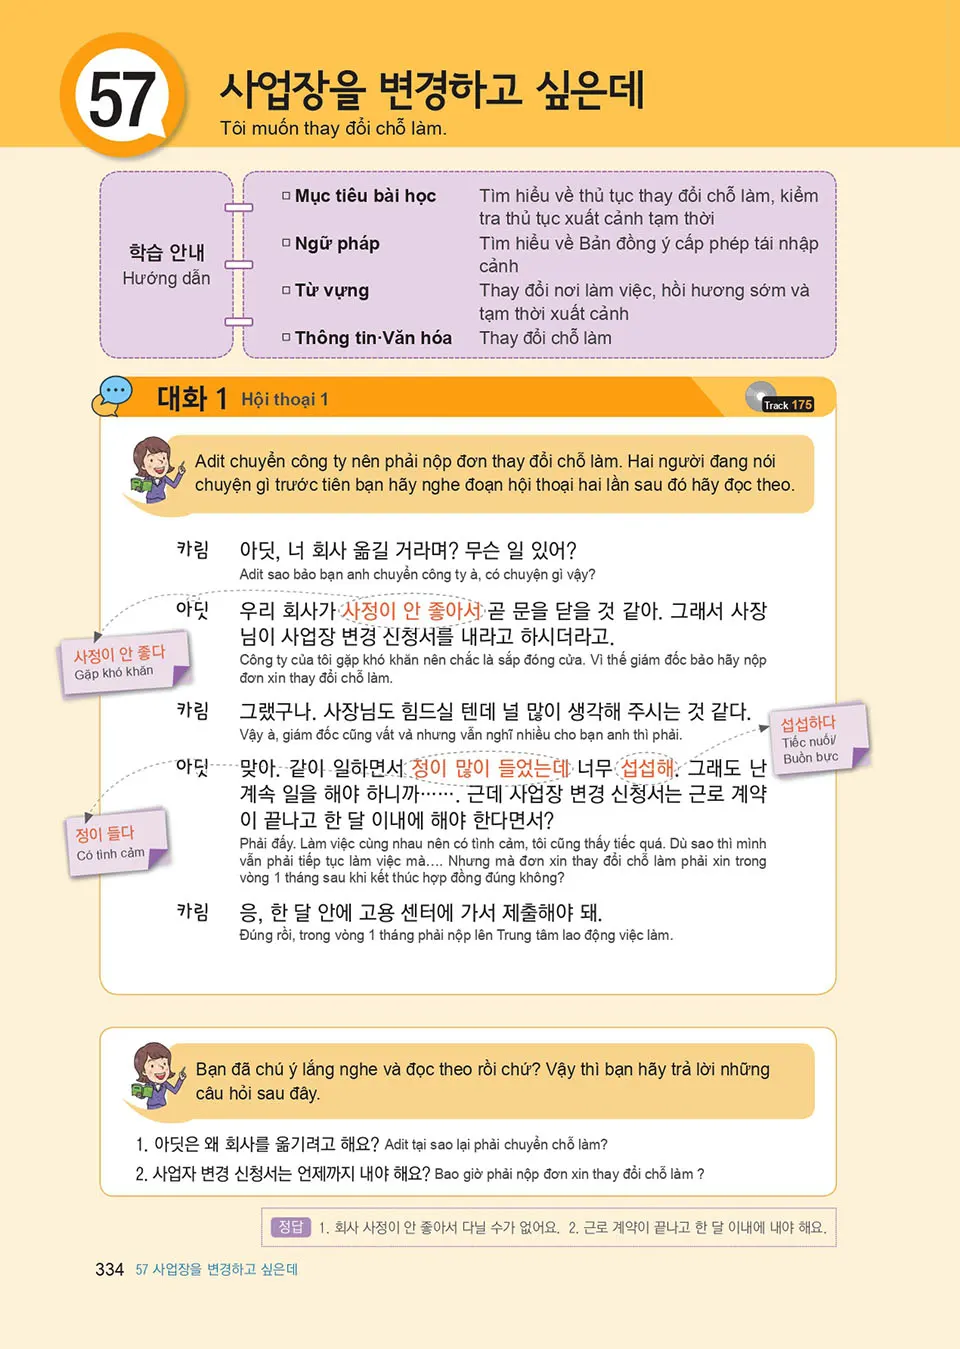 57
사업장을 변경하고 싶은데
Tôi muốn thay đổi chỗ làm.
학습 안내
Hướng dẫn
□ Mục tiêu bài học Tìm hiểu về thủ tục thay đổi chỗ làm, kiểm
tra thủ tục xuất cảnh tạm thời
□ Ngữ pháp Tìm hiểu về Bản đồng ý cấp phép tái nhập
cảnh
□ Từ vựng Thay đổi nơi làm việc, hồi hương sớm và
tạm thời xuất cảnh
□ Thông tin·Văn hóa Thay đổi chỗ làm
대화 1 Hội thoại 1
Track 175
Adit chuyển công ty nên phải nộp đơn thay đổi chỗ làm. Hai người đang nói
chuyện gì trước tiên bạn hãy nghe đoạn hội thoại hai lần sau đó hãy đọc theo.
카림 아딧, 너 회사 옮길 거라며? 무슨 일 있어?
Adit sao bảo bạn anh chuyển công ty à, có chuyện gì vậy?
아딧 우리 회사가 사정이 안 좋아서 곧 문을 닫을 것 같아. 그래서 사장
님이 사업장 변경 신청서를 내라고 하시더라고.
Công ty của tôi gặp khó khăn nên chắc là sắp đóng cửa. Vì thế giám đốc bảo hãy nộp
đơn xin thay đổi chỗ làm.
사정이 안 좋다
Gặp khó khăn
카림 그랬구나. 사장님도 힘드실 텐데 널 많이 생각해 주시는 것 같다.
Vậy à, giám đốc cũng vất vả nhưng vẫn nghĩ nhiều cho bạn anh thì phải.
섭섭하다
Tiếc nuối/
Buồn bực
아딧 맞아. 같이 일하면서 정이 많이 들었는데 너무 섭섭해. 그래도 난
계속 일을 해야 하니까……. 근데 사업장 변경 신청서는 근로 계약
이 끝나고 한 달 이내에 해야 한다면서?
Phải đấy. Làm việc cùng nhau nên có tình cảm, tôi cũng thấy tiếc quá. Dù sao thì mình
vẫn phải tiếp tục làm việc mà…. Nhưng mà đơn xin thay đổi chỗ làm phải xin trong
vòng 1 tháng sau khi kết thúc hợp đồng đúng không?
정이 들다
Có tình cảm
카림 응, 한 달 안에 고용 센터에 가서 제출해야 돼.
Đúng rồi, trong vòng 1 tháng phải nộp lên Trung tâm lao động việc làm.
Bạn đã chú ý lắng nghe và đọc theo rồi chứ? Vậy thì bạn hãy trả lời những
câu hỏi sau đây.
1. 아딧은 왜 회사를 옮기려고 해요? Adit tại sao lại phải chuyển chỗ làm?
2. 사업자 변경 신청서는 언제까지 내야 해요? Bao giờ phải nộp đơn xin thay đổi chỗ làm ?
정답 1. 회사 사정이 안 좋아서 다닐 수가 없어요. 2. 근로 계약이 끝나고 한 달 이내에 내야 해요.
334 57 사업장을 변경하고 싶은데